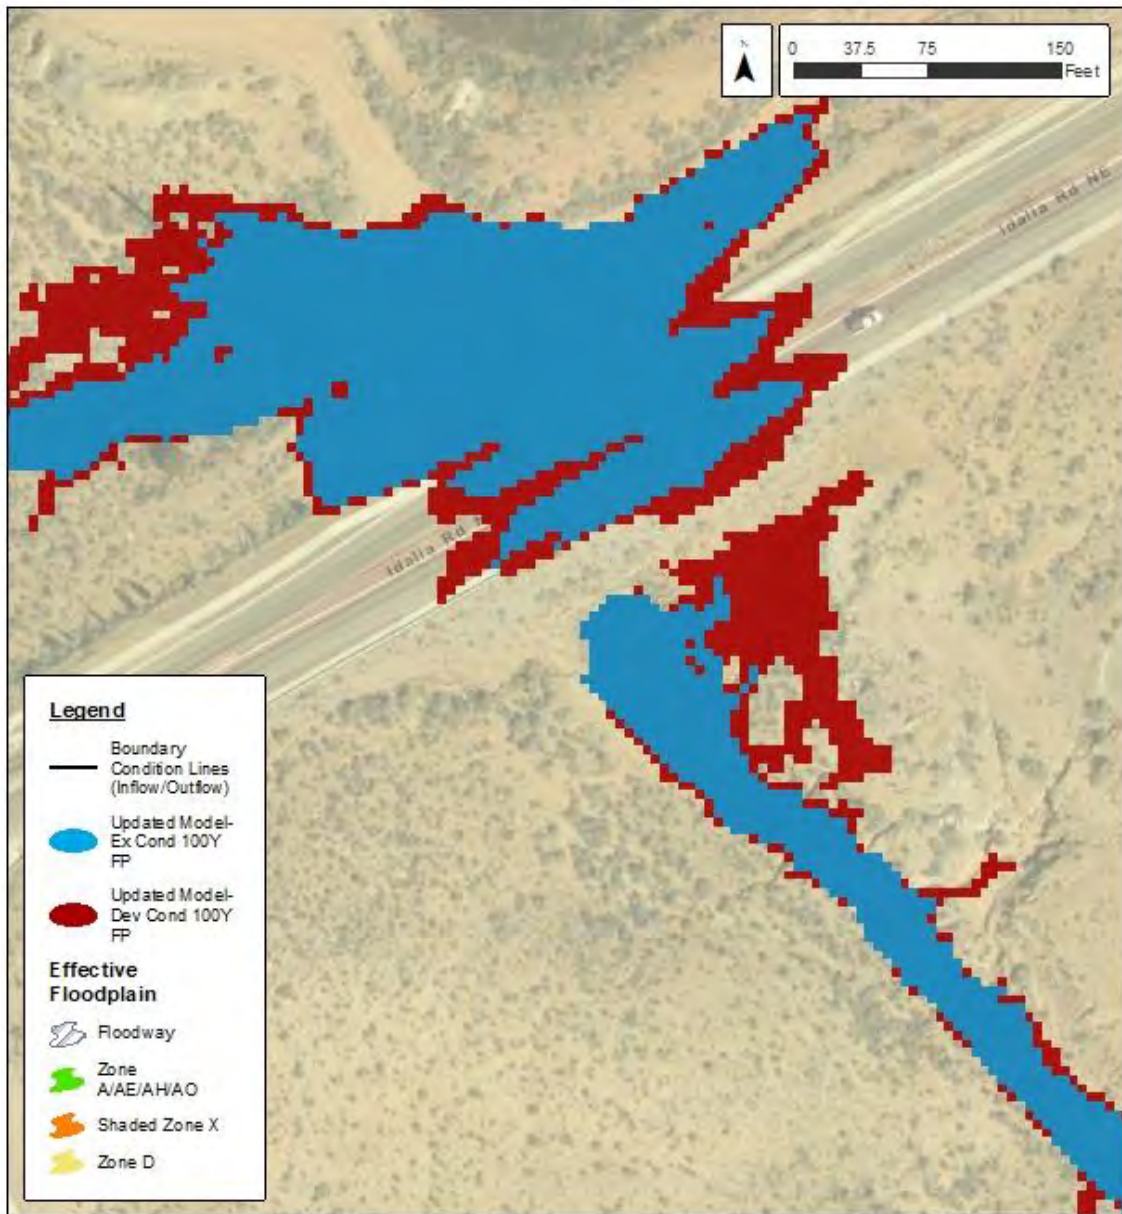 N
0 37.5 75 150
Feet
Idalia Rd NE
Idalia Rd
Legend
Boundary
Condition Lines
(Inflow/Outflow)
Updated Model-
Ex Cond 100Y
FP
Updated Model-
Dev Cond 100Y
FP
Effective
Floodplain
Floodway
Zone
A/AE/AH/AO
Shaded Zone X
Zone D